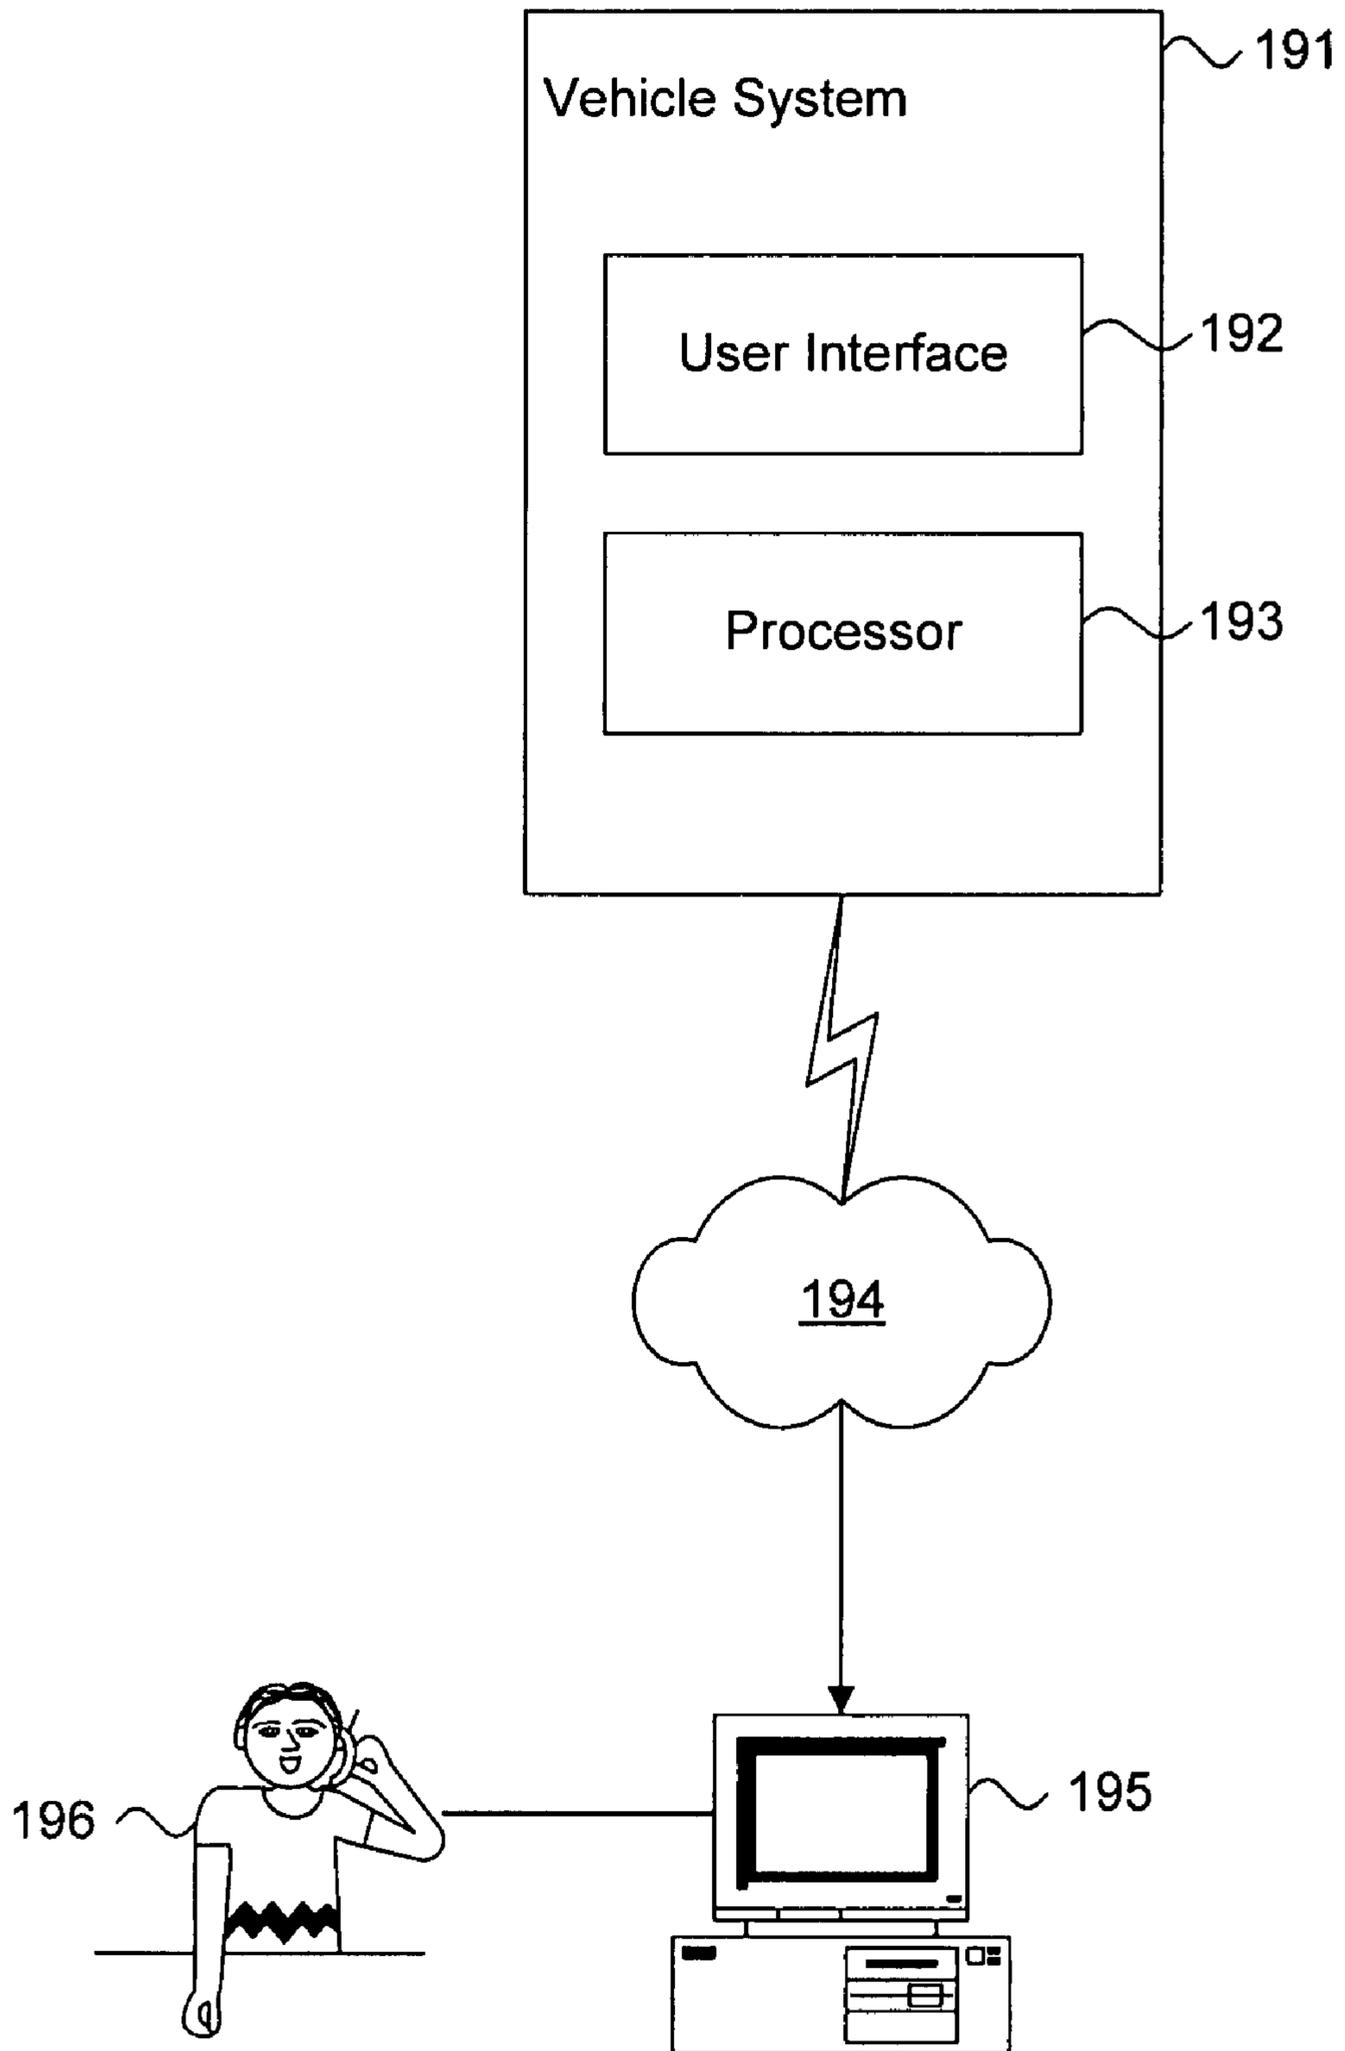 191
Vehicle System
User Interface
192
Processor
193
194
195
196